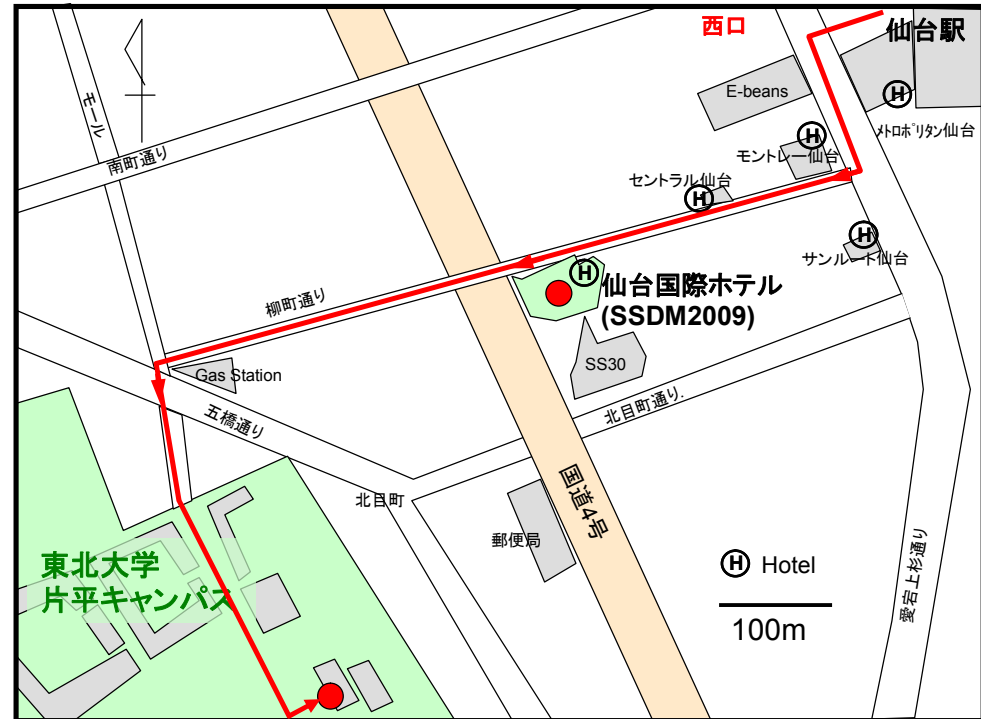 西口
仙台駅
E-beans
メトロポリタン仙台
モール
南町通り
モントレー仙台
セントラル仙台
サンルート仙台
仙台国際ホテル
(SSDM2009)
柳町通り
SS30
Gas Station
北目町通り.
五橋通り
国道4号
北目町
郵便局
愛宕上杉通り
東北大学
片平キャンパス
H Hotel
100m
H
H
H
H
H